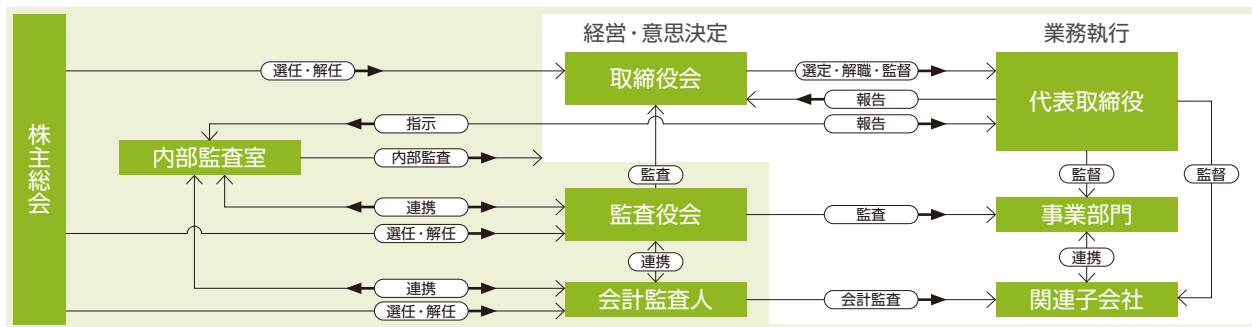 経営・意思決定
業務執行
株主総会
選任・解任
取締役会
選定・解職・監督
報告
代表取締役
指示
報告
内部監査室
内部監査
監査
監督
監督
連携
監査役会
監査
事業部門
選任・解任
連携
連携
連携
会計監査人
会計監査
関連子会社
選任・解任